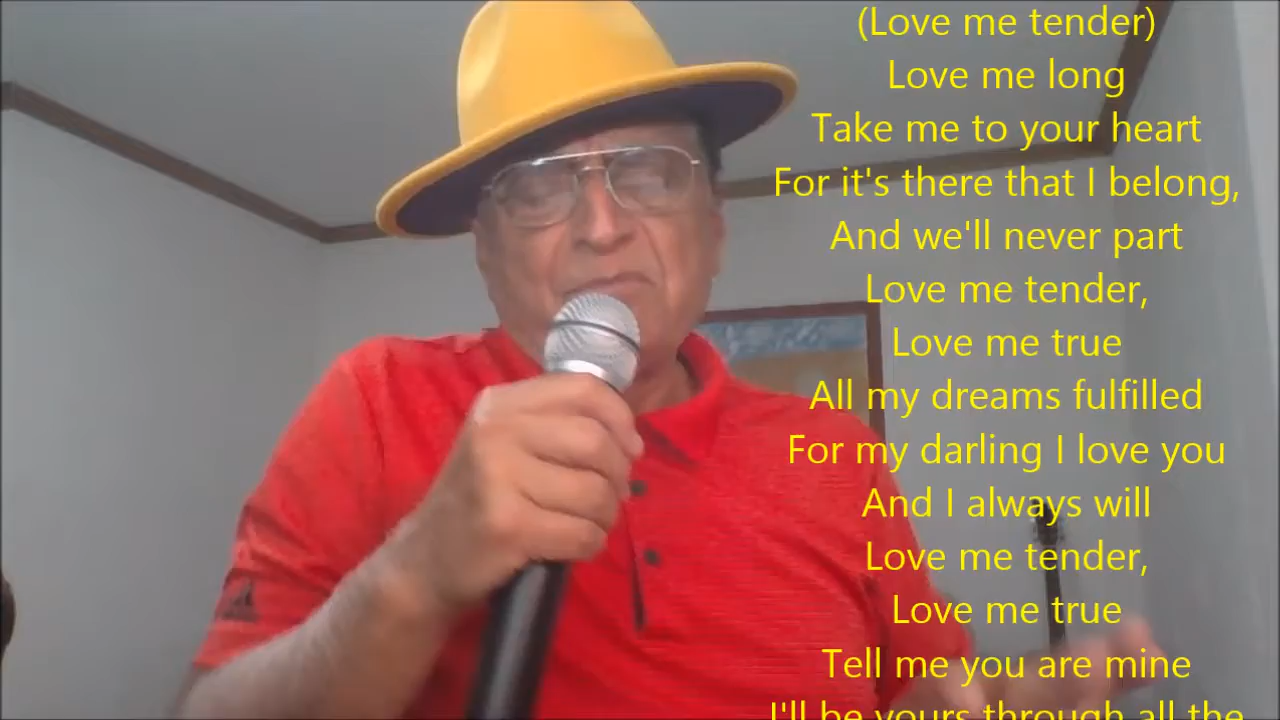 (Love me tender)
Love me long
Take me to your heart
For it's there that I belong,
And we'll never part
Love me tender,
Love me true
All my dreams fulfilled
For my darling I love you
And I always will
Love me tender,
Love me true
Tell me you are mine
I'll be yours through all the